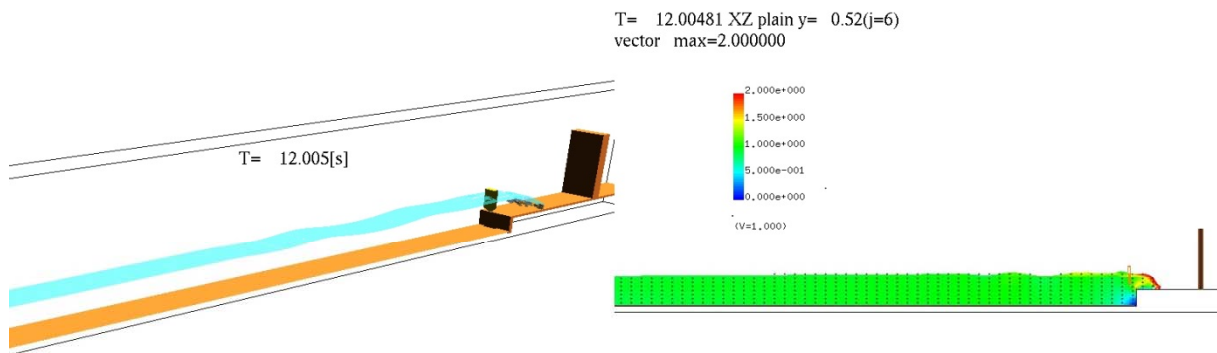 T= 12.00481 XZ plain y= 0.52(j=6)
vector max=2.000000
T= 12.005[s]
2.000e+000
1.500e+000
1.000e+000
5.000e-001
0.000e+000
(V=1.000)